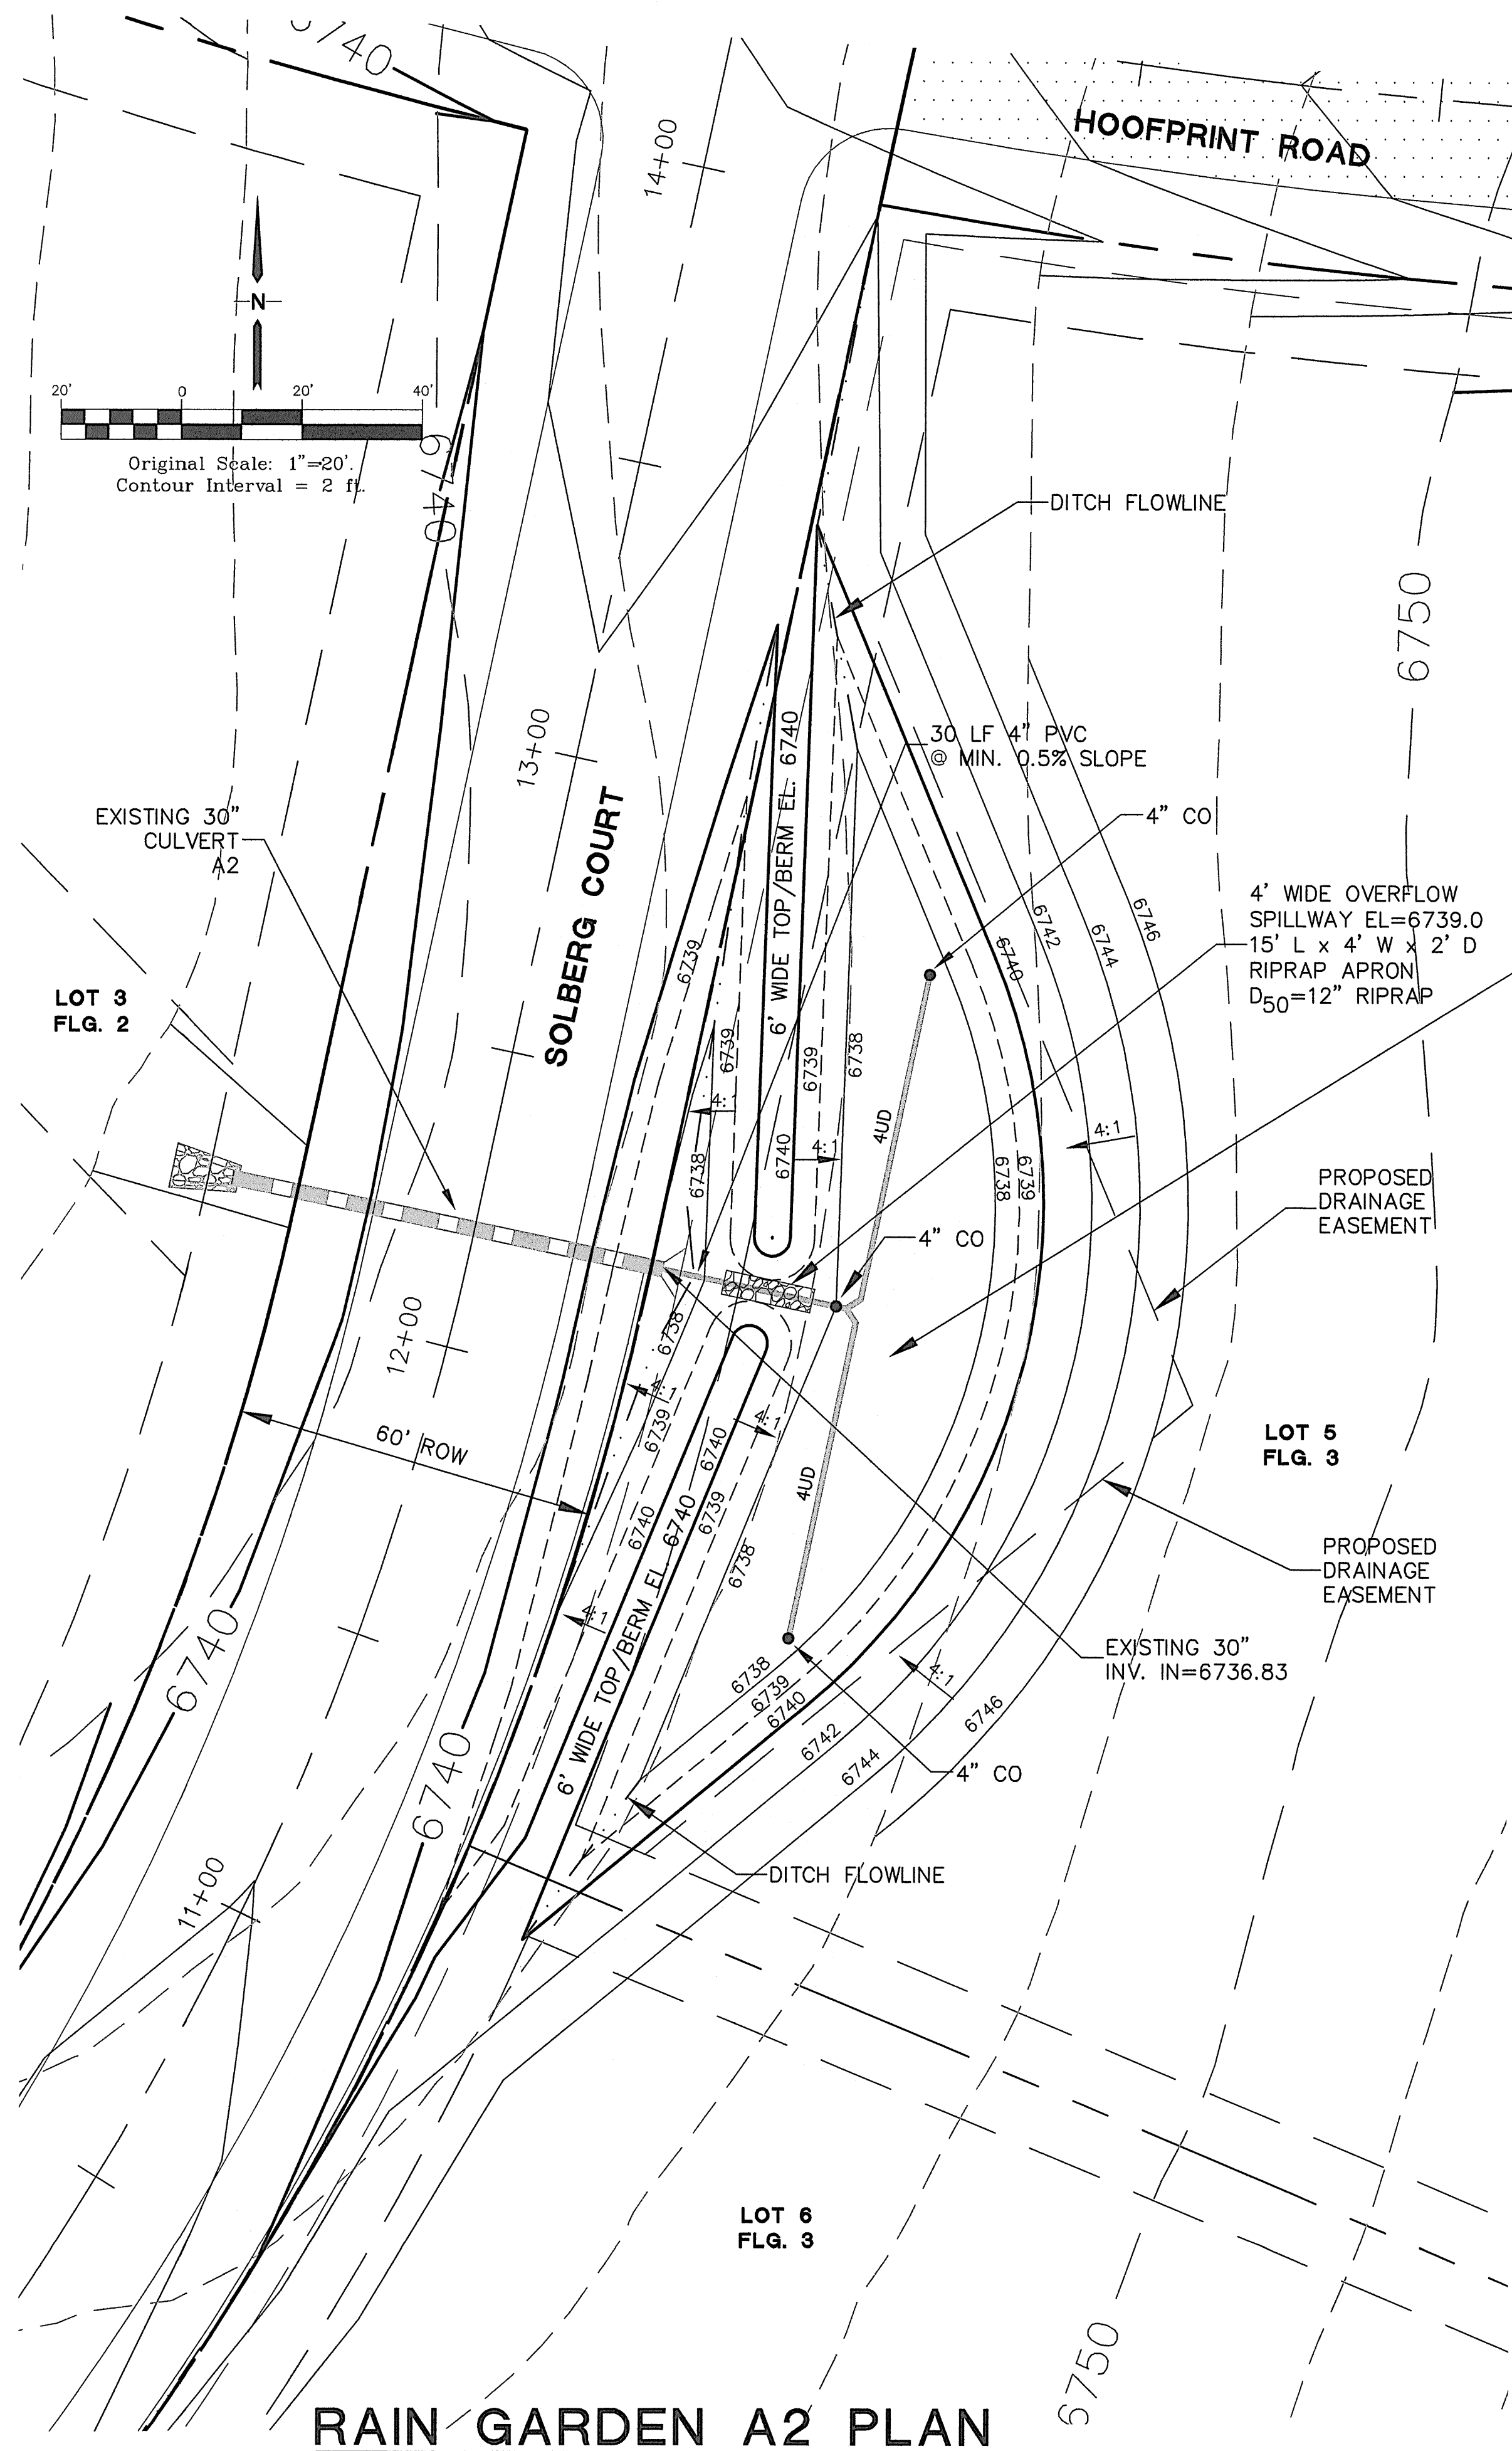 6740
HOOFPRINT ROAD
14+00
N
20' 0 20' 40'
Original Scale: 1"=20'.
Contour Interval = 2 ft.
6740
DITCH FLOWLINE
6750
13+00
30 LF 4" PVC
@ MIN. 0.5% SLOPE
EXISTING 30"
CULVERT
A2
4" CO
SOLBERG COURT
6' WIDE TOP/BERM EL. 6740
4' WIDE OVERFLOW
SPILLWAY EL=6739.0
15' L x 4' W x 2' D
RIPRAP APRON
D50=12" RIPRAP
6739
6740
6742
6744
6746
LOT 3
FLG. 2
6739
6739
6738
4:1
4UD
4:1
6738
6740
4:1
6738
6739
PROPOSED
DRAINAGE
EASEMENT
4" CO
12+00
6738
4:1
6739
6740
4:1
60' ROW
LOT 5
FLG. 3
4UD
6740
6739
6738
PROPOSED
DRAINAGE
EASEMENT
6' WIDE TOP/BERM EL. 6740
4:1
6740
EXISTING 30"
INV. IN=6736.83
4:1
6738
6739
6740
6742
6744
6746
6740
4" CO
11+00
DITCH FLOWLINE
LOT 6
FLG. 3
6750
RAIN GARDEN A2 PLAN